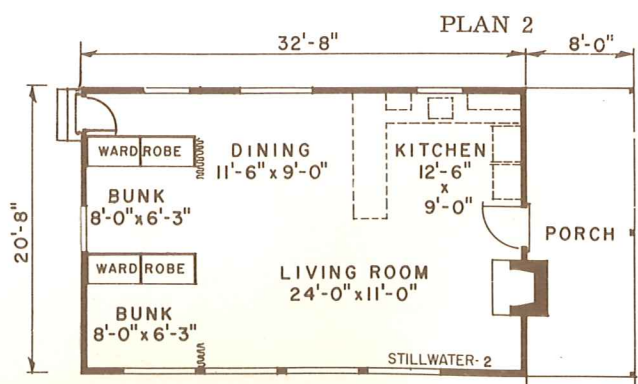 PLAN 2
32'-8"
8'-0"
20'-8"
WARD ROBE
DINING
11'-6" x 9'-0"
KITCHEN
12'-6"
x
9'-0"
BUNK
8'-0" x 6'-3"
PORCH
WARD ROBE
LIVING ROOM
24'-0" x 11'-0"
BUNK
8'-0" x 6'-3"
STILLWATER-2